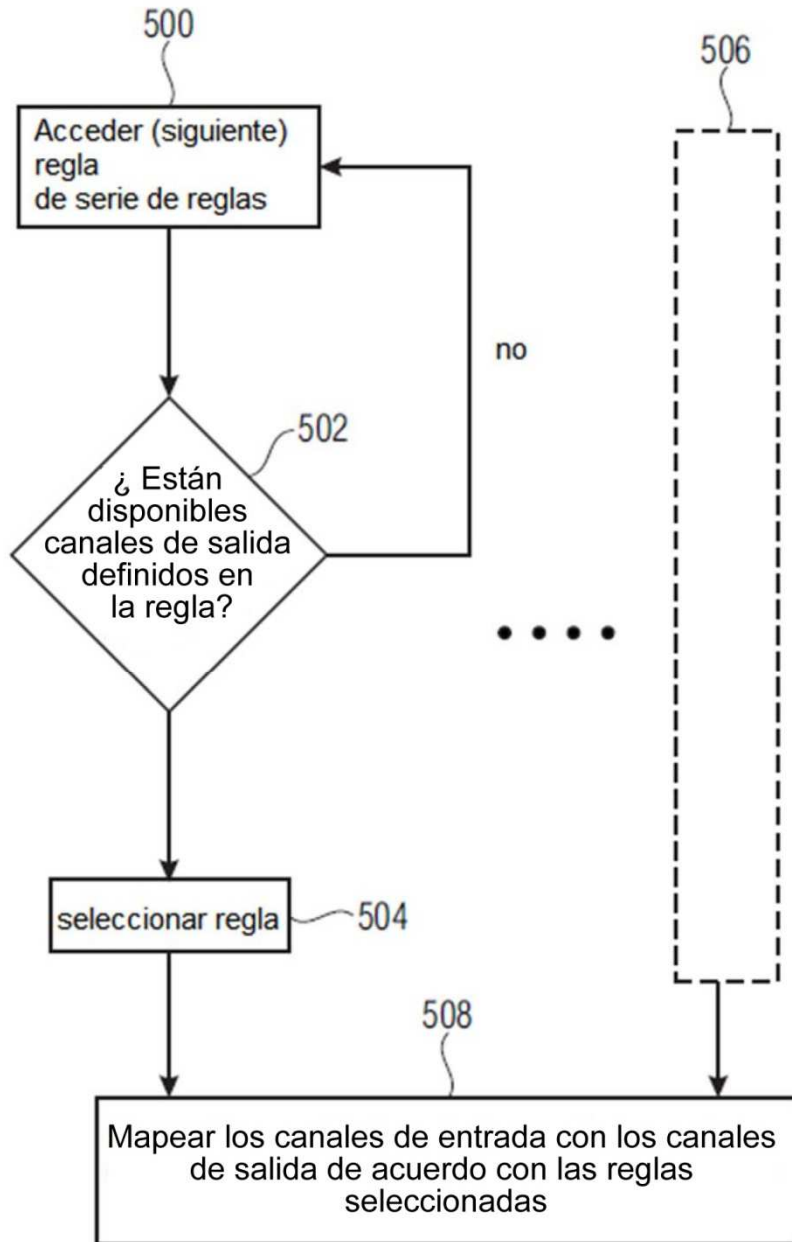 500
506
Acceder (siguiente)
regla
de serie de reglas
no
502
¿ Están
disponibles
canales de salida
definidos en
la regla?
seleccionar regla
504
508
Mapear los canales de entrada con los canales
de salida de acuerdo con las reglas
seleccionadas